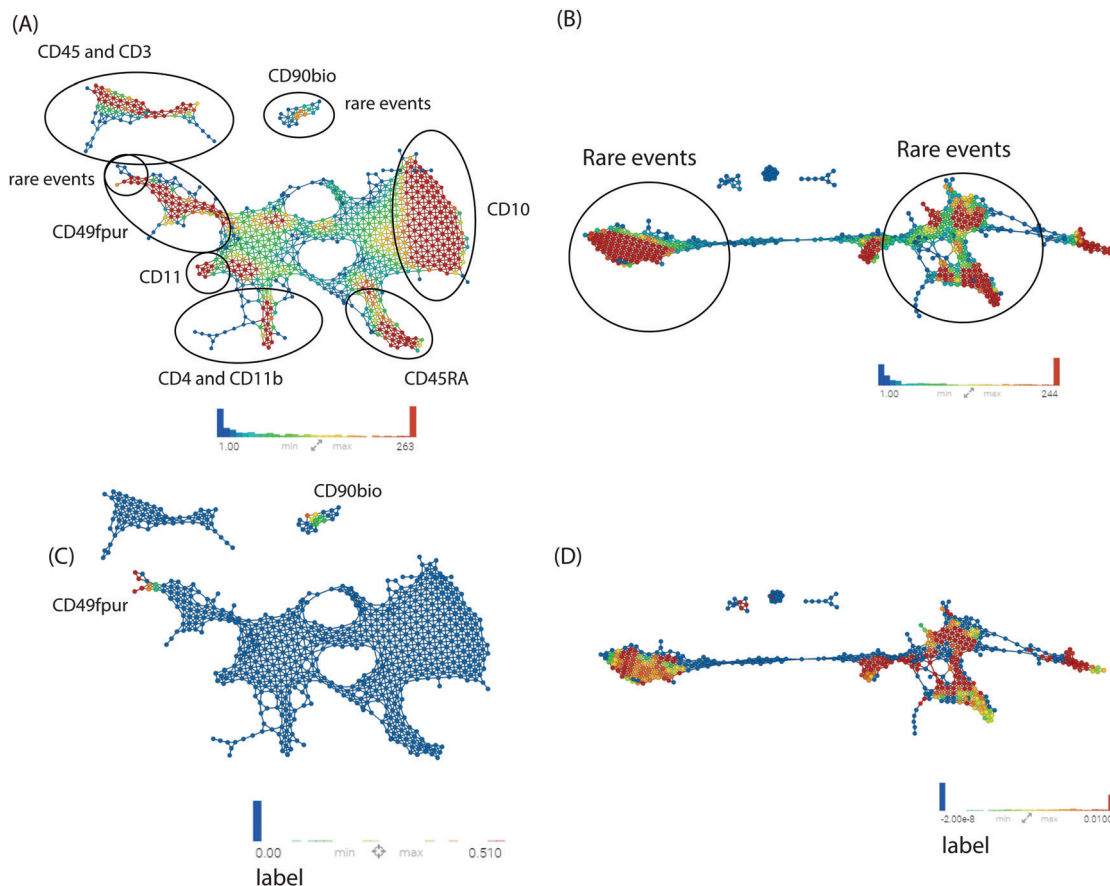 (A)
(B)
CD45 and CD3
CD90bio
rare events
Rare events
Rare events
rare events
CD10
CD49fpur
CD11
CD4 and CD11b
CD45RA
1.00 min max 263
1.00 min max 244
CD90bio
(C)
(D)
CD49fpur
0.00 min max 0.510
label
-2.00e-8 min max 0.0100
label